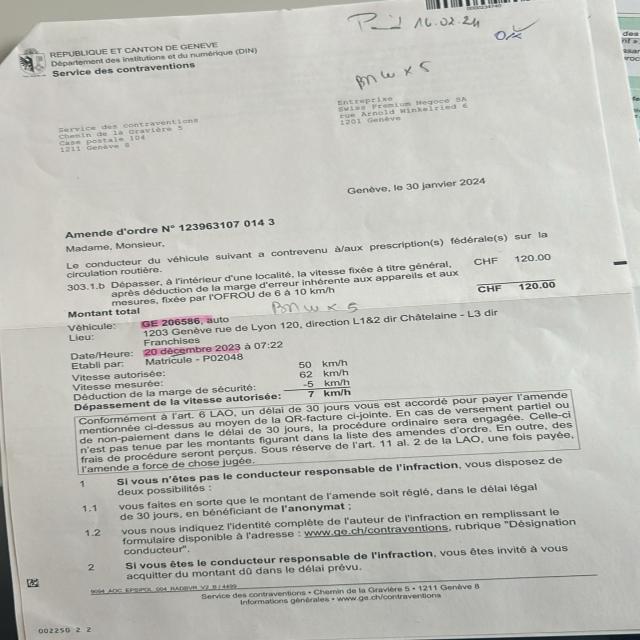 Paid 16.02.24
OK
REPUBLIQUE ET CANTON DE GENEVE
Département des institutions et du numérique (DIN)
Service des contraventions
BMW x 5
Service des contraventions
Chemin de la Gravière 5
Case postale 104
1211 Genève 8
Entreprise
Swiss Premium Negoce SA
rue Arnold Winkelried 6
1201 Genève
Genève, le 30 janvier 2024
Amende d'ordre N° 123963107 014 3
Madame, Monsieur,
Le conducteur du véhicule suivant a contrevenu à/aux prescription(s) fédérale(s) sur la
circulation routière.
303.1.b Dépasser, à l'intérieur d'une localité, la vitesse fixée à titre général, CHF 120.00
après déduction de la marge d'erreur inhérente aux appareils et aux
mesures, fixée par l'OFROU de 6 à 10 km/h
Montant total CHF 120.00
BMW x 5
Véhicule: GE 206586, auto
Lieu: 1203 Genève rue de Lyon 120, direction L1&2 dir Châtelaine - L3 dir
Franchises
Date/Heure: 20 décembre 2023 à 07:22
Etabli par: Matricule - P02048
Vitesse autorisée: 50 km/h
Vitesse mesurée: 62 km/h
Déduction de la marge de sécurité: -5 km/h
Dépassement de la vitesse autorisée: 7 km/h
Conformément à l'art. 6 LAO, un délai de 30 jours vous est accordé pour payer l'amende
mentionnée ci-dessus au moyen de la QR-facture ci-jointe. En cas de versement partiel ou
de non-paiement dans le délai de 30 jours, la procédure ordinaire sera engagée. Celle-ci
n'est pas tenue par les montants figurant dans la liste des amendes d'ordre. En outre, des
frais de procédure seront perçus. Sous réserve de l'art. 11 al. 2 de la LAO, une fois payée,
l'amende a force de chose jugée.
1 Si vous n'êtes pas le conducteur responsable de l'infraction, vous disposez de
deux possibilités :
1.1 vous faites en sorte que le montant de l'amende soit réglé, dans le délai légal
de 30 jours, en bénéficiant de l'anonymat ;
1.2 vous nous indiquez l'identité complète de l'auteur de l'infraction en remplissant le
formulaire disponible à l'adresse : www.ge.ch/contraventions, rubrique "Désignation
conducteur".
2 Si vous êtes le conducteur responsable de l'infraction, vous êtes invité à vous
acquitter du montant dû dans le délai prévu.
Service des contraventions • Chemin de la Gravière 5 • 1211 Genève 8
Informations générales • www.ge.ch/contraventions
002250 2 2